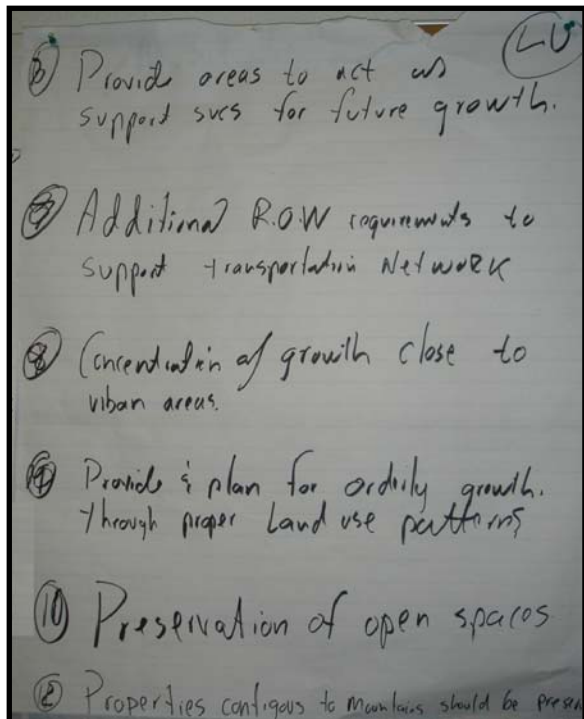 LU
Provide areas to act as
support svcs for future growth.
Additional R.O.W requirements to
support transportation NetwoRK
Concentration of growth close to
urban areas.
Provide & plan for orderly growth.
through proper Land use patterns
10 Preservation of open spaces
Properties contigous to mountains should be